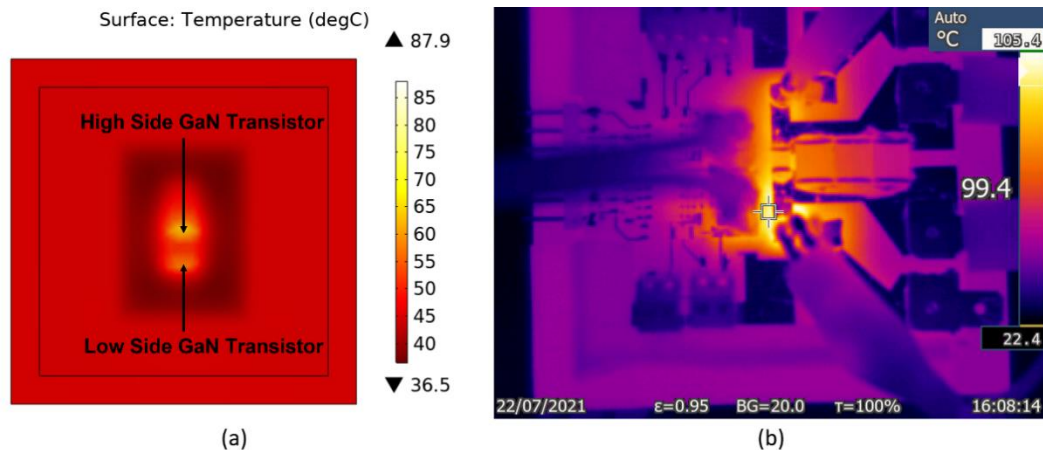 Surface: Temperature (degC)
▲ 87.9
85
80
75
70
65
60
55
50
45
40
▼ 36.5
High Side GaN Transistor
Low Side GaN Transistor
(a)
Auto
°C 105.4
99.4
22.4
22/07/2021 ε=0.95 BG=20.0 τ=100% 16:08:14
(b)